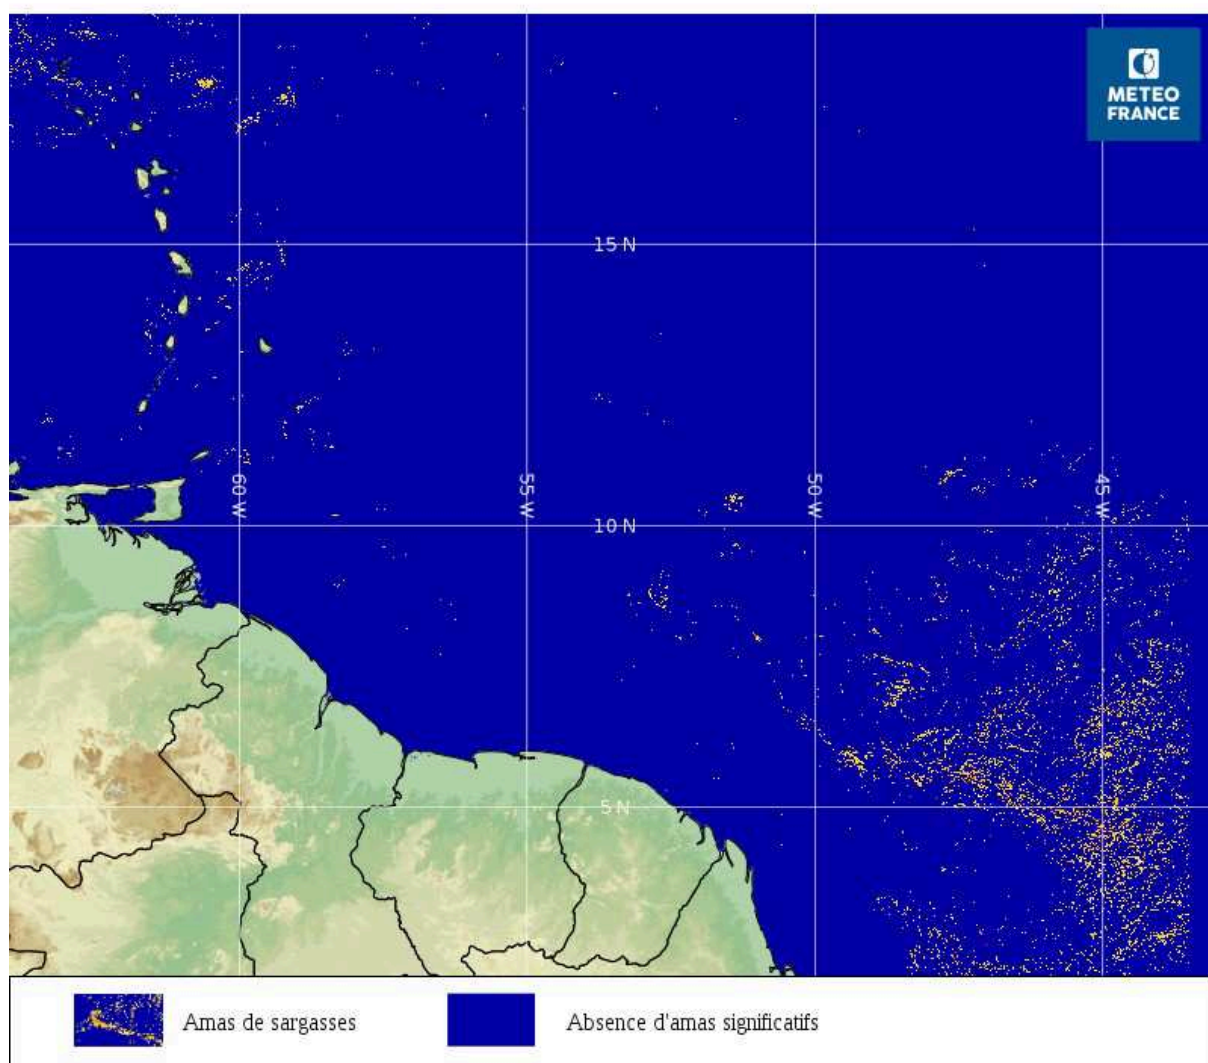 METEO
FRANCE
15 N
60 W
55 W
50 W
45 W
10 N
5 N
Amas de sargasses
Absence d'amas significatifs